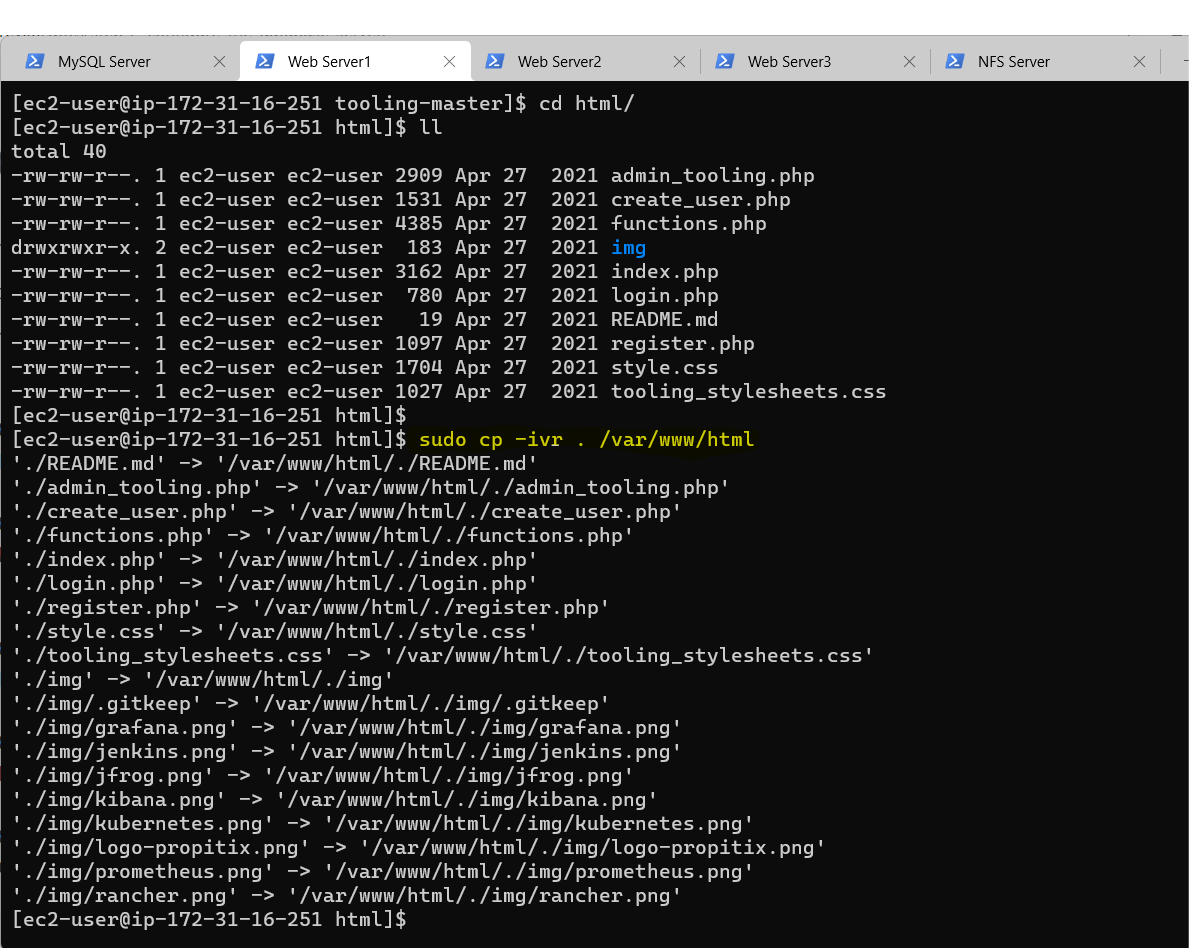 MySQL Server
Web Server1
Web Server2
Web Server3
NFS Server
[ec2-user@ip-172-31-16-251 tooling-master]$ cd html/
[ec2-user@ip-172-31-16-251 html]$ ll
total 40
-rw-rw-r--. 1 ec2-user ec2-user 2909 Apr 27  2021 admin_tooling.php
-rw-rw-r--. 1 ec2-user ec2-user 1531 Apr 27  2021 create_user.php
-rw-rw-r--. 1 ec2-user ec2-user 4385 Apr 27  2021 functions.php
drwxrwxr-x. 2 ec2-user ec2-user  183 Apr 27  2021 img
-rw-rw-r--. 1 ec2-user ec2-user 3162 Apr 27  2021 index.php
-rw-rw-r--. 1 ec2-user ec2-user  780 Apr 27  2021 login.php
-rw-rw-r--. 1 ec2-user ec2-user   19 Apr 27  2021 README.md
-rw-rw-r--. 1 ec2-user ec2-user 1097 Apr 27  2021 register.php
-rw-rw-r--. 1 ec2-user ec2-user 1704 Apr 27  2021 style.css
-rw-rw-r--. 1 ec2-user ec2-user 1027 Apr 27  2021 tooling_stylesheets.css
[ec2-user@ip-172-31-16-251 html]$
[ec2-user@ip-172-31-16-251 html]$ sudo cp -ivr . /var/www/html
'./README.md' -> '/var/www/html/./README.md'
'./admin_tooling.php' -> '/var/www/html/./admin_tooling.php'
'./create_user.php' -> '/var/www/html/./create_user.php'
'./functions.php' -> '/var/www/html/./functions.php'
'./index.php' -> '/var/www/html/./index.php'
'./login.php' -> '/var/www/html/./login.php'
'./register.php' -> '/var/www/html/./register.php'
'./style.css' -> '/var/www/html/./style.css'
'./tooling_stylesheets.css' -> '/var/www/html/./tooling_stylesheets.css'
'./img' -> '/var/www/html/./img'
'./img/.gitkeep' -> '/var/www/html/./img/.gitkeep'
'./img/grafana.png' -> '/var/www/html/./img/grafana.png'
'./img/jenkins.png' -> '/var/www/html/./img/jenkins.png'
'./img/jfrog.png' -> '/var/www/html/./img/jfrog.png'
'./img/kibana.png' -> '/var/www/html/./img/kibana.png'
'./img/kubernetes.png' -> '/var/www/html/./img/kubernetes.png'
'./img/logo-propitix.png' -> '/var/www/html/./img/logo-propitix.png'
'./img/prometheus.png' -> '/var/www/html/./img/prometheus.png'
'./img/rancher.png' -> '/var/www/html/./img/rancher.png'
[ec2-user@ip-172-31-16-251 html]$